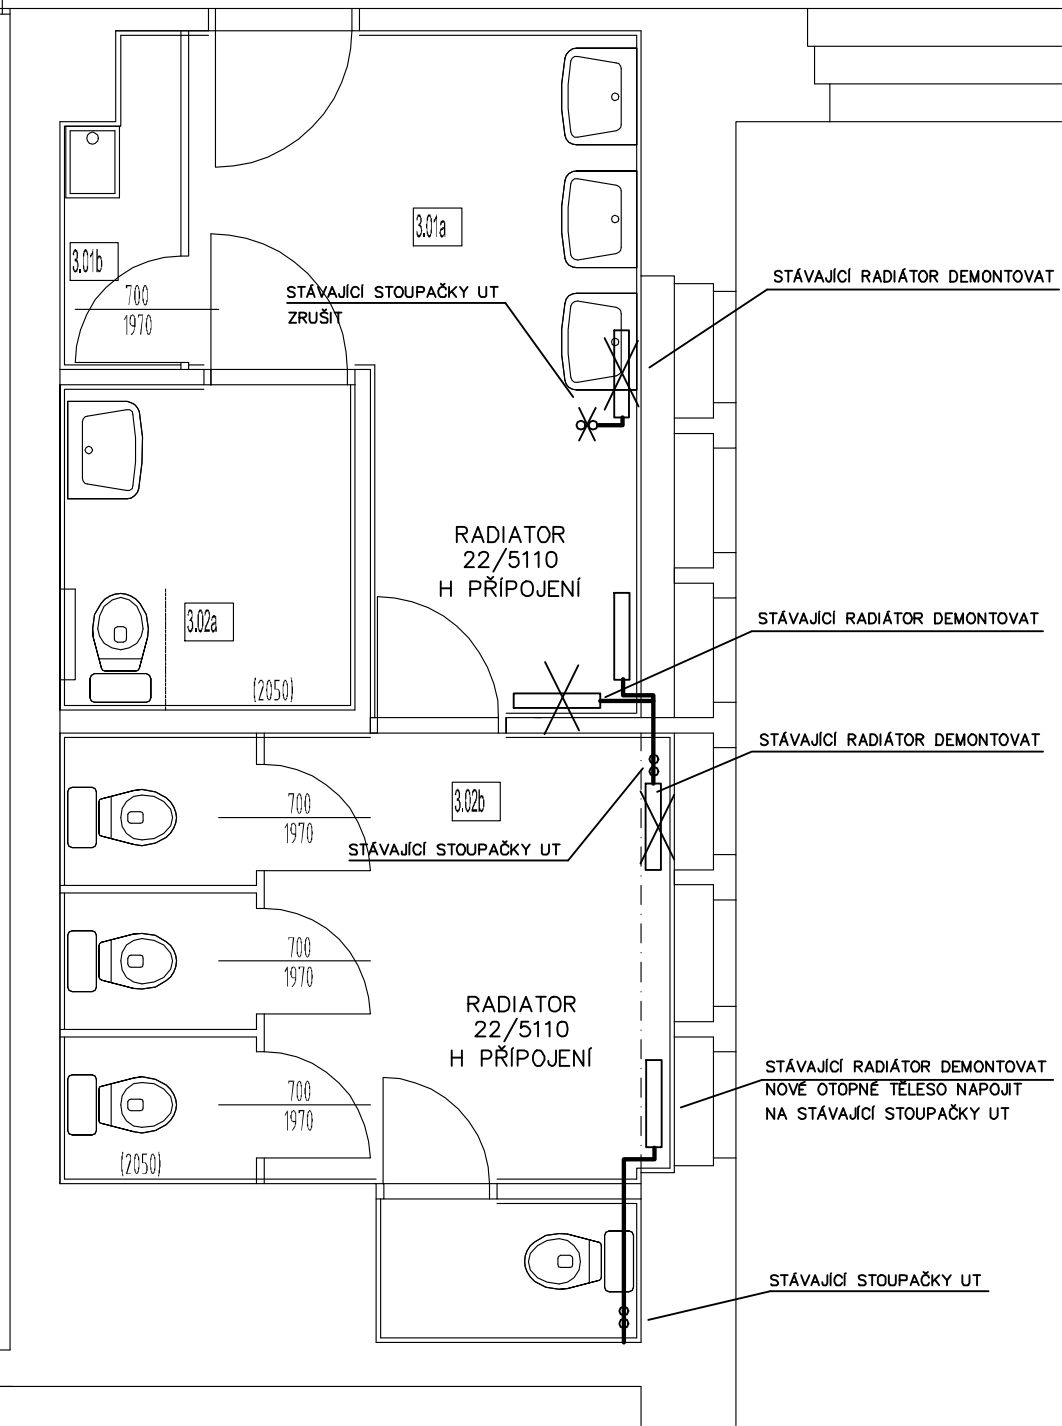 3.01a
3.01b
STÁVAJÍCÍ RADIÁTOR DEMONTOVAT
700
1970
STÁVAJÍCÍ STOUPAČKY UT
ZRUŠIT
RADIATOR
22/5110
H PŘÍPOJENÍ
3.02a
STÁVAJÍCÍ RADIÁTOR DEMONTOVAT
(2050)
STÁVAJÍCÍ RADIÁTOR DEMONTOVAT
3.02b
700
1970
STÁVAJÍCÍ STOUPAČKY UT
700
1970
RADIATOR
22/5110
H PŘÍPOJENÍ
STÁVAJÍCÍ RADIÁTOR DEMONTOVAT
NOVÉ OTOPNÉ TĚLESO NAPOJIT
NA STÁVAJÍCÍ STOUPAČKY UT
700
1970
(2050)
STÁVAJÍCÍ STOUPAČKY UT